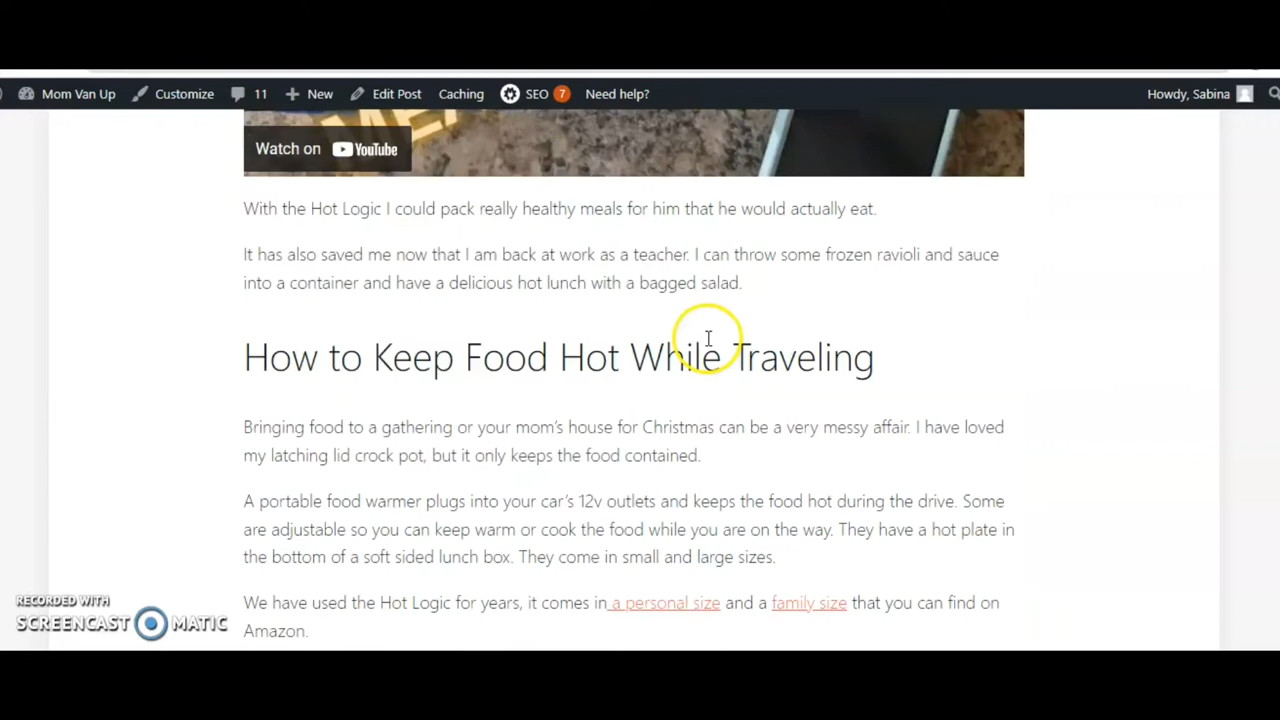 Mom Van Up Customize 11 New Edit Post Caching SEO 7 Need help? Howdy, Sabina
Watch on YouTube
With the Hot Logic I could pack really healthy meals for him that he would actually eat.
It has also saved me now that I am back at work as a teacher. I can throw some frozen ravioli and sauce
into a container and have a delicious hot lunch with a bagged salad.
How to Keep Food Hot While Traveling
Bringing food to a gathering or your mom's house for Christmas can be a very messy affair. I have loved
my latching lid crock pot, but it only keeps the food contained.
A portable food warmer plugs into your car's 12v outlets and keeps the food hot during the drive. Some
are adjustable so you can keep warm or cook the food while you are on the way. They have a hot plate in
the bottom of a soft sided lunch box. They come in small and large sizes.
We have used the Hot Logic for years, it comes in a personal size and a family size that you can find on
Amazon.
RECORDED WITH
SCREENCAST MATIC